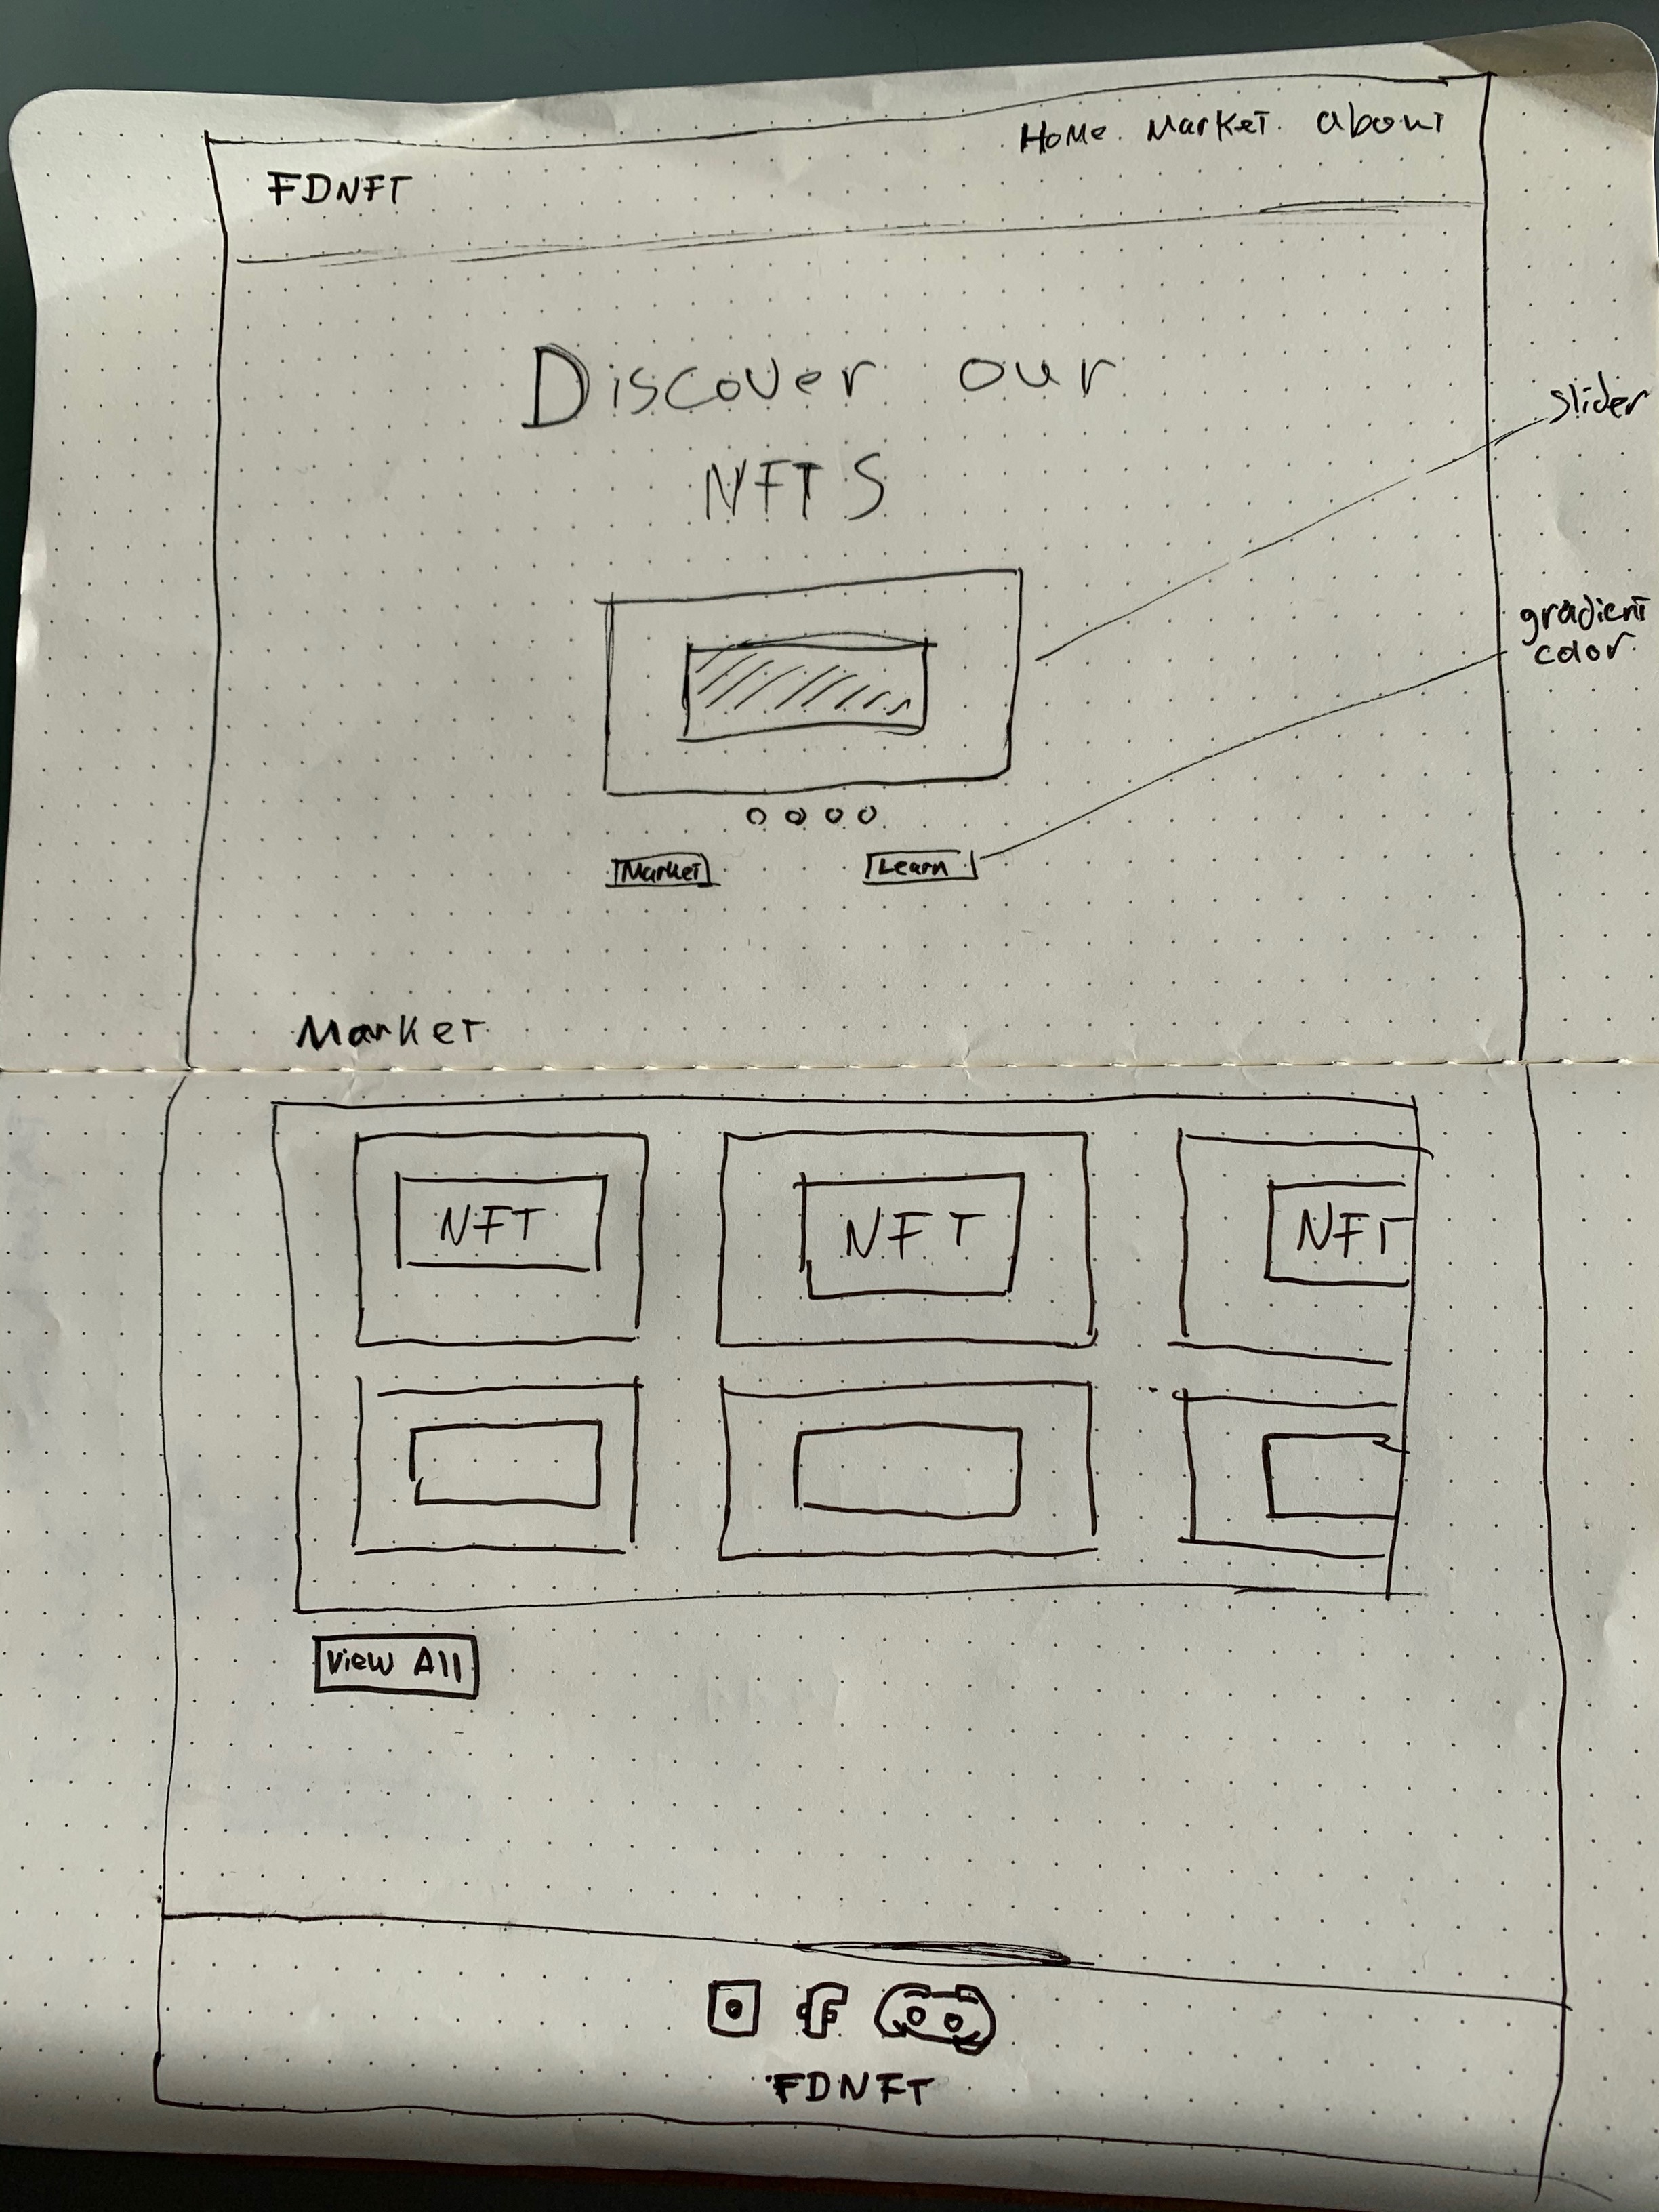 Home Market about
FDNFT
Discover our
NFTS
slider
gradient
color
Market Learn
Market
NFT NFT NFT
View All
FDNFT